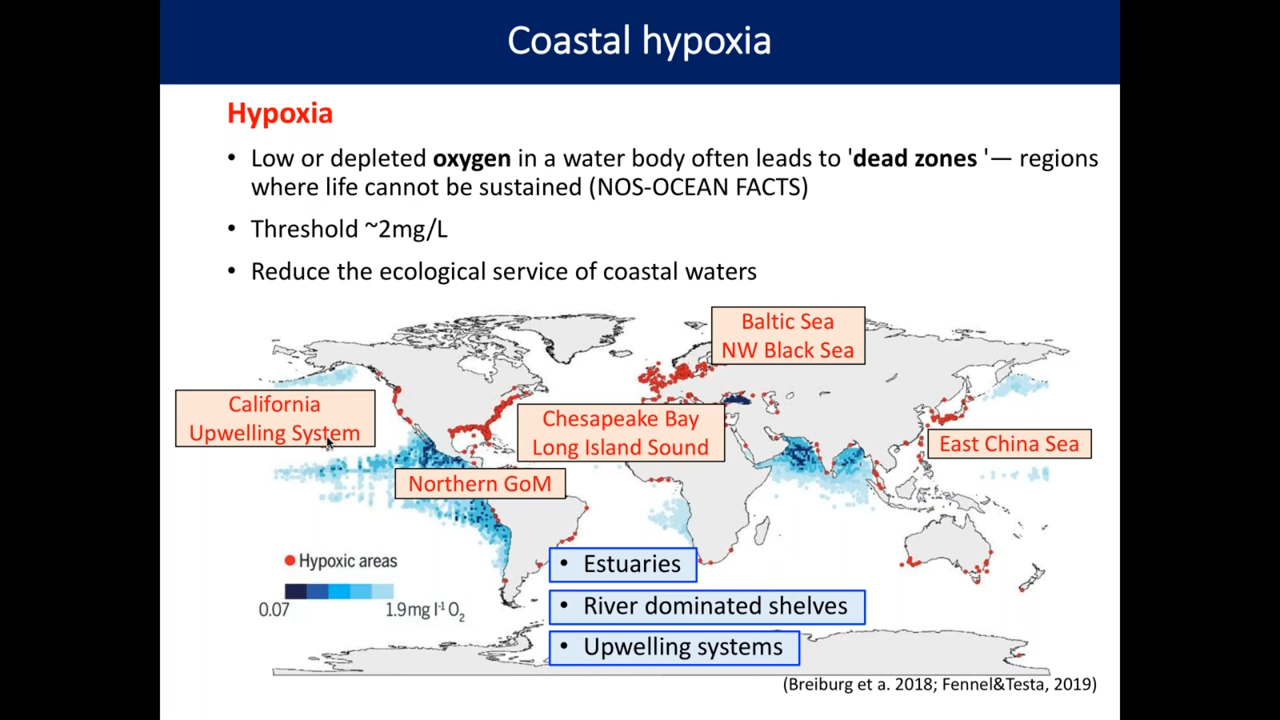 Coastal hypoxia
Hypoxia
• Low or depleted oxygen in a water body often leads to 'dead zones '— regions
where life cannot be sustained (NOS-OCEAN FACTS)
• Threshold ~2mg/L
• Reduce the ecological service of coastal waters
Baltic Sea
NW Black Sea
California
Upwelling System
Chesapeake Bay
Long Island Sound
East China Sea
Northern GoM
Hypoxic areas
0.07 1.9mg l⁻¹ O₂
• Estuaries
• River dominated shelves
• Upwelling systems
(Breiburg et a. 2018; Fennel&Testa, 2019)